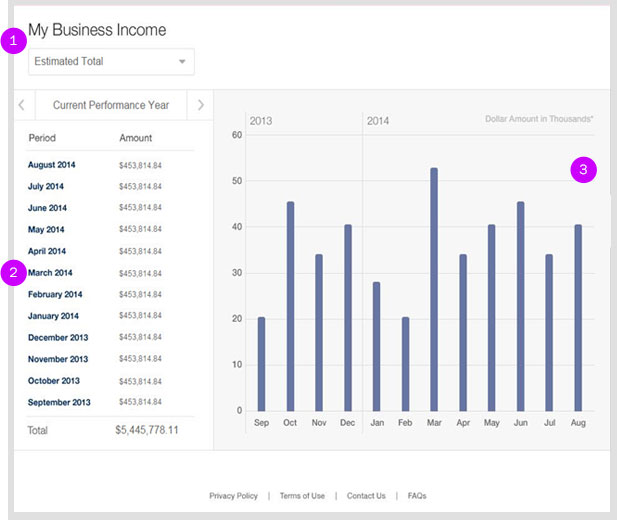 1
My Business Income
Estimated Total
Current Performance Year
Period Amount
August 2014 $453,814.84
July 2014 $453,814.84
June 2014 $453,814.84
May 2014 $453,814.84
April 2014 $453,814.84
2
March 2014 $453,814.84
February 2014 $453,814.84
January 2014 $453,814.84
December 2013 $453,814.84
November 2013 $453,814.84
October 2013 $453,814.84
September 2013 $453,814.84
Total $5,445,778.11
2013 2014 Dollar Amount in Thousands*
3
60
50
40
30
20
10
0
Sep Oct Nov Dec Jan Feb Mar Apr May Jun Jul Aug
Privacy Policy | Terms of Use | Contact Us | FAQs